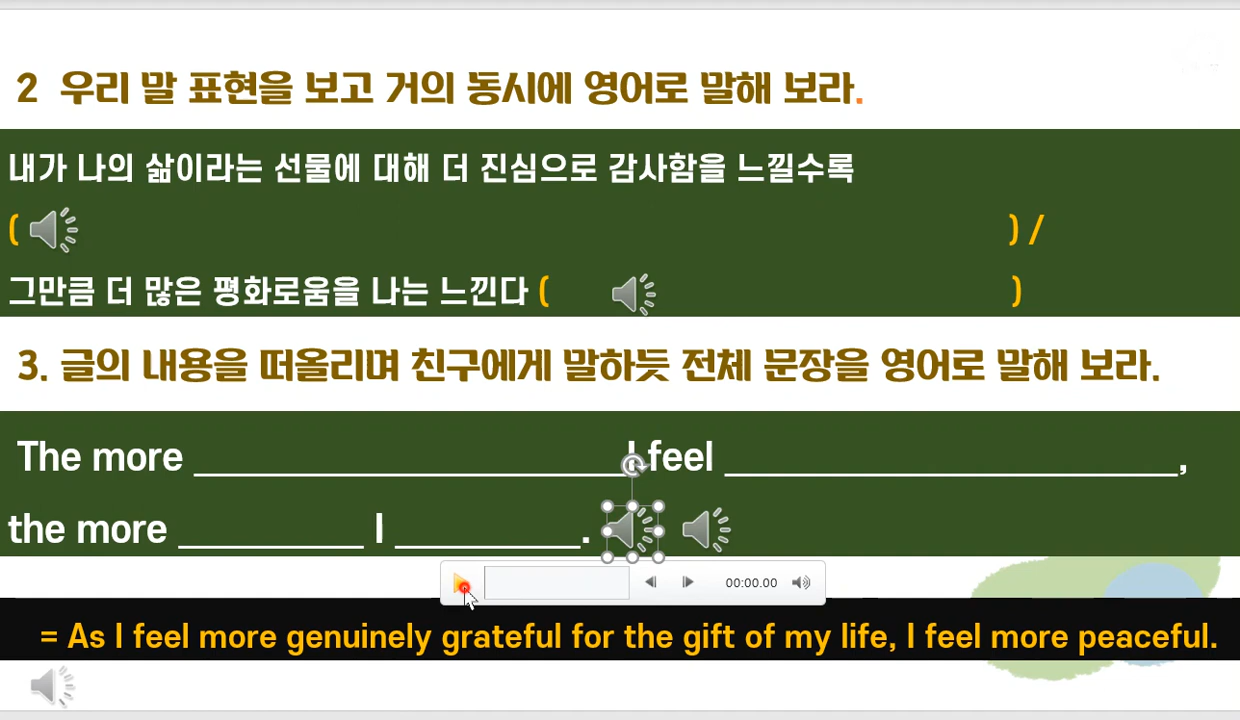 2 우리 말 표현을 보고 거의 동시에 영어로 말해 보라.
내가 나의 삶이라는 선물에 대해 더 진심으로 감사함을 느낄수록
( ) /
그만큼 더 많은 평화로움을 나는 느낀다 ( )
3. 글의 내용을 떠올리며 친구에게 말하듯 전체 문장을 영어로 말해 보라.
The more ______________________ I feel ______________________,
the more _________ I _________.
00:00.00
= As I feel more genuinely grateful for the gift of my life, I feel more peaceful.